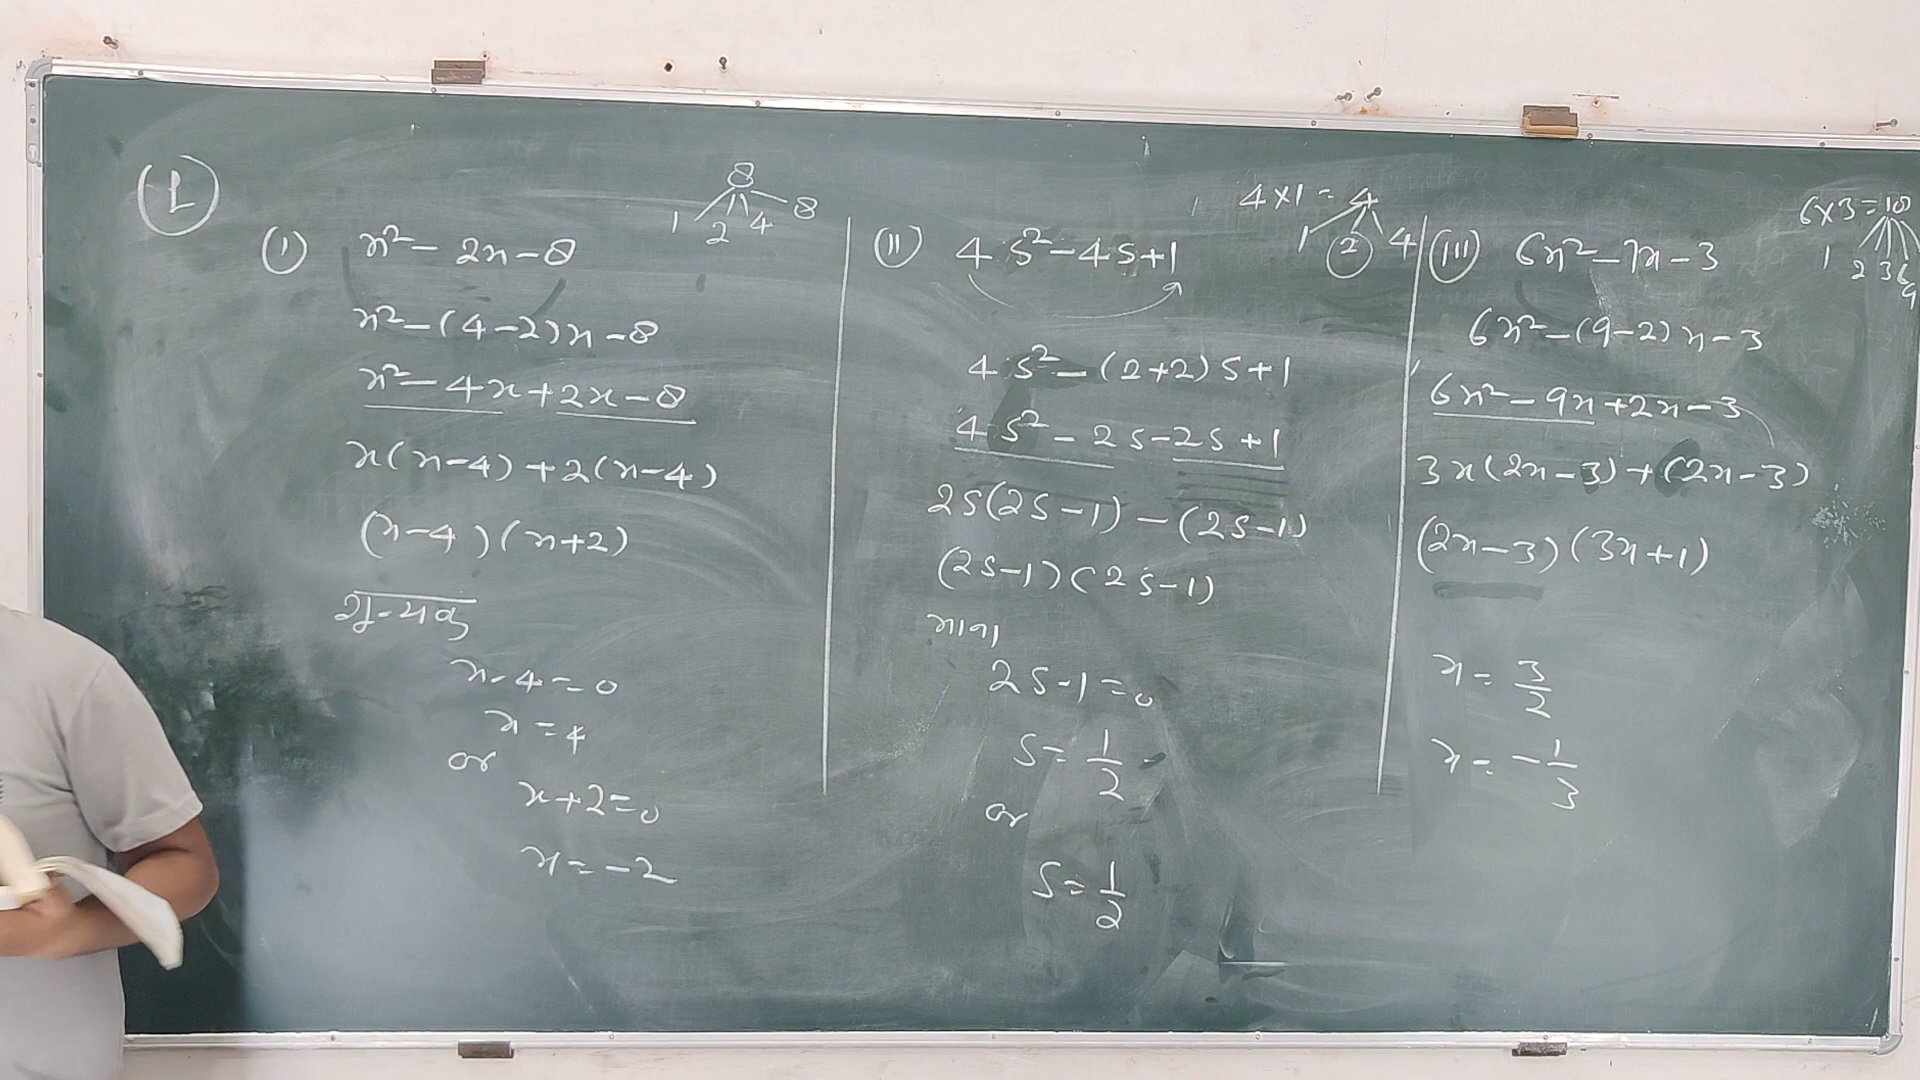 1
(I) x² - 2x - 8
8
1 2 4 8
x² - (4-2)x - 8
x² - 4x + 2x - 8
x(x-4) + 2(x-4)
(x-4)(x+2)
शून्यक
x-4=0
x=4
or
x+2=0
x=-2
(II) 4s² - 4s + 1
4×1=4
1 2 4
4s² - (2+2)s + 1
4s² - 2s - 2s + 1
2s(2s-1) - (2s-1)
(2s-1)(2s-1)
माना
2s-1=0
s=1/2
or
s=1/2
(III) 6x² - 7x - 3
6×3=18
1 2 3 6 9
6x² - (9-2)x - 3
6x² - 9x + 2x - 3
3x(2x-3) + (2x-3)
(2x-3)(3x+1)
x=3/2
x=-1/3